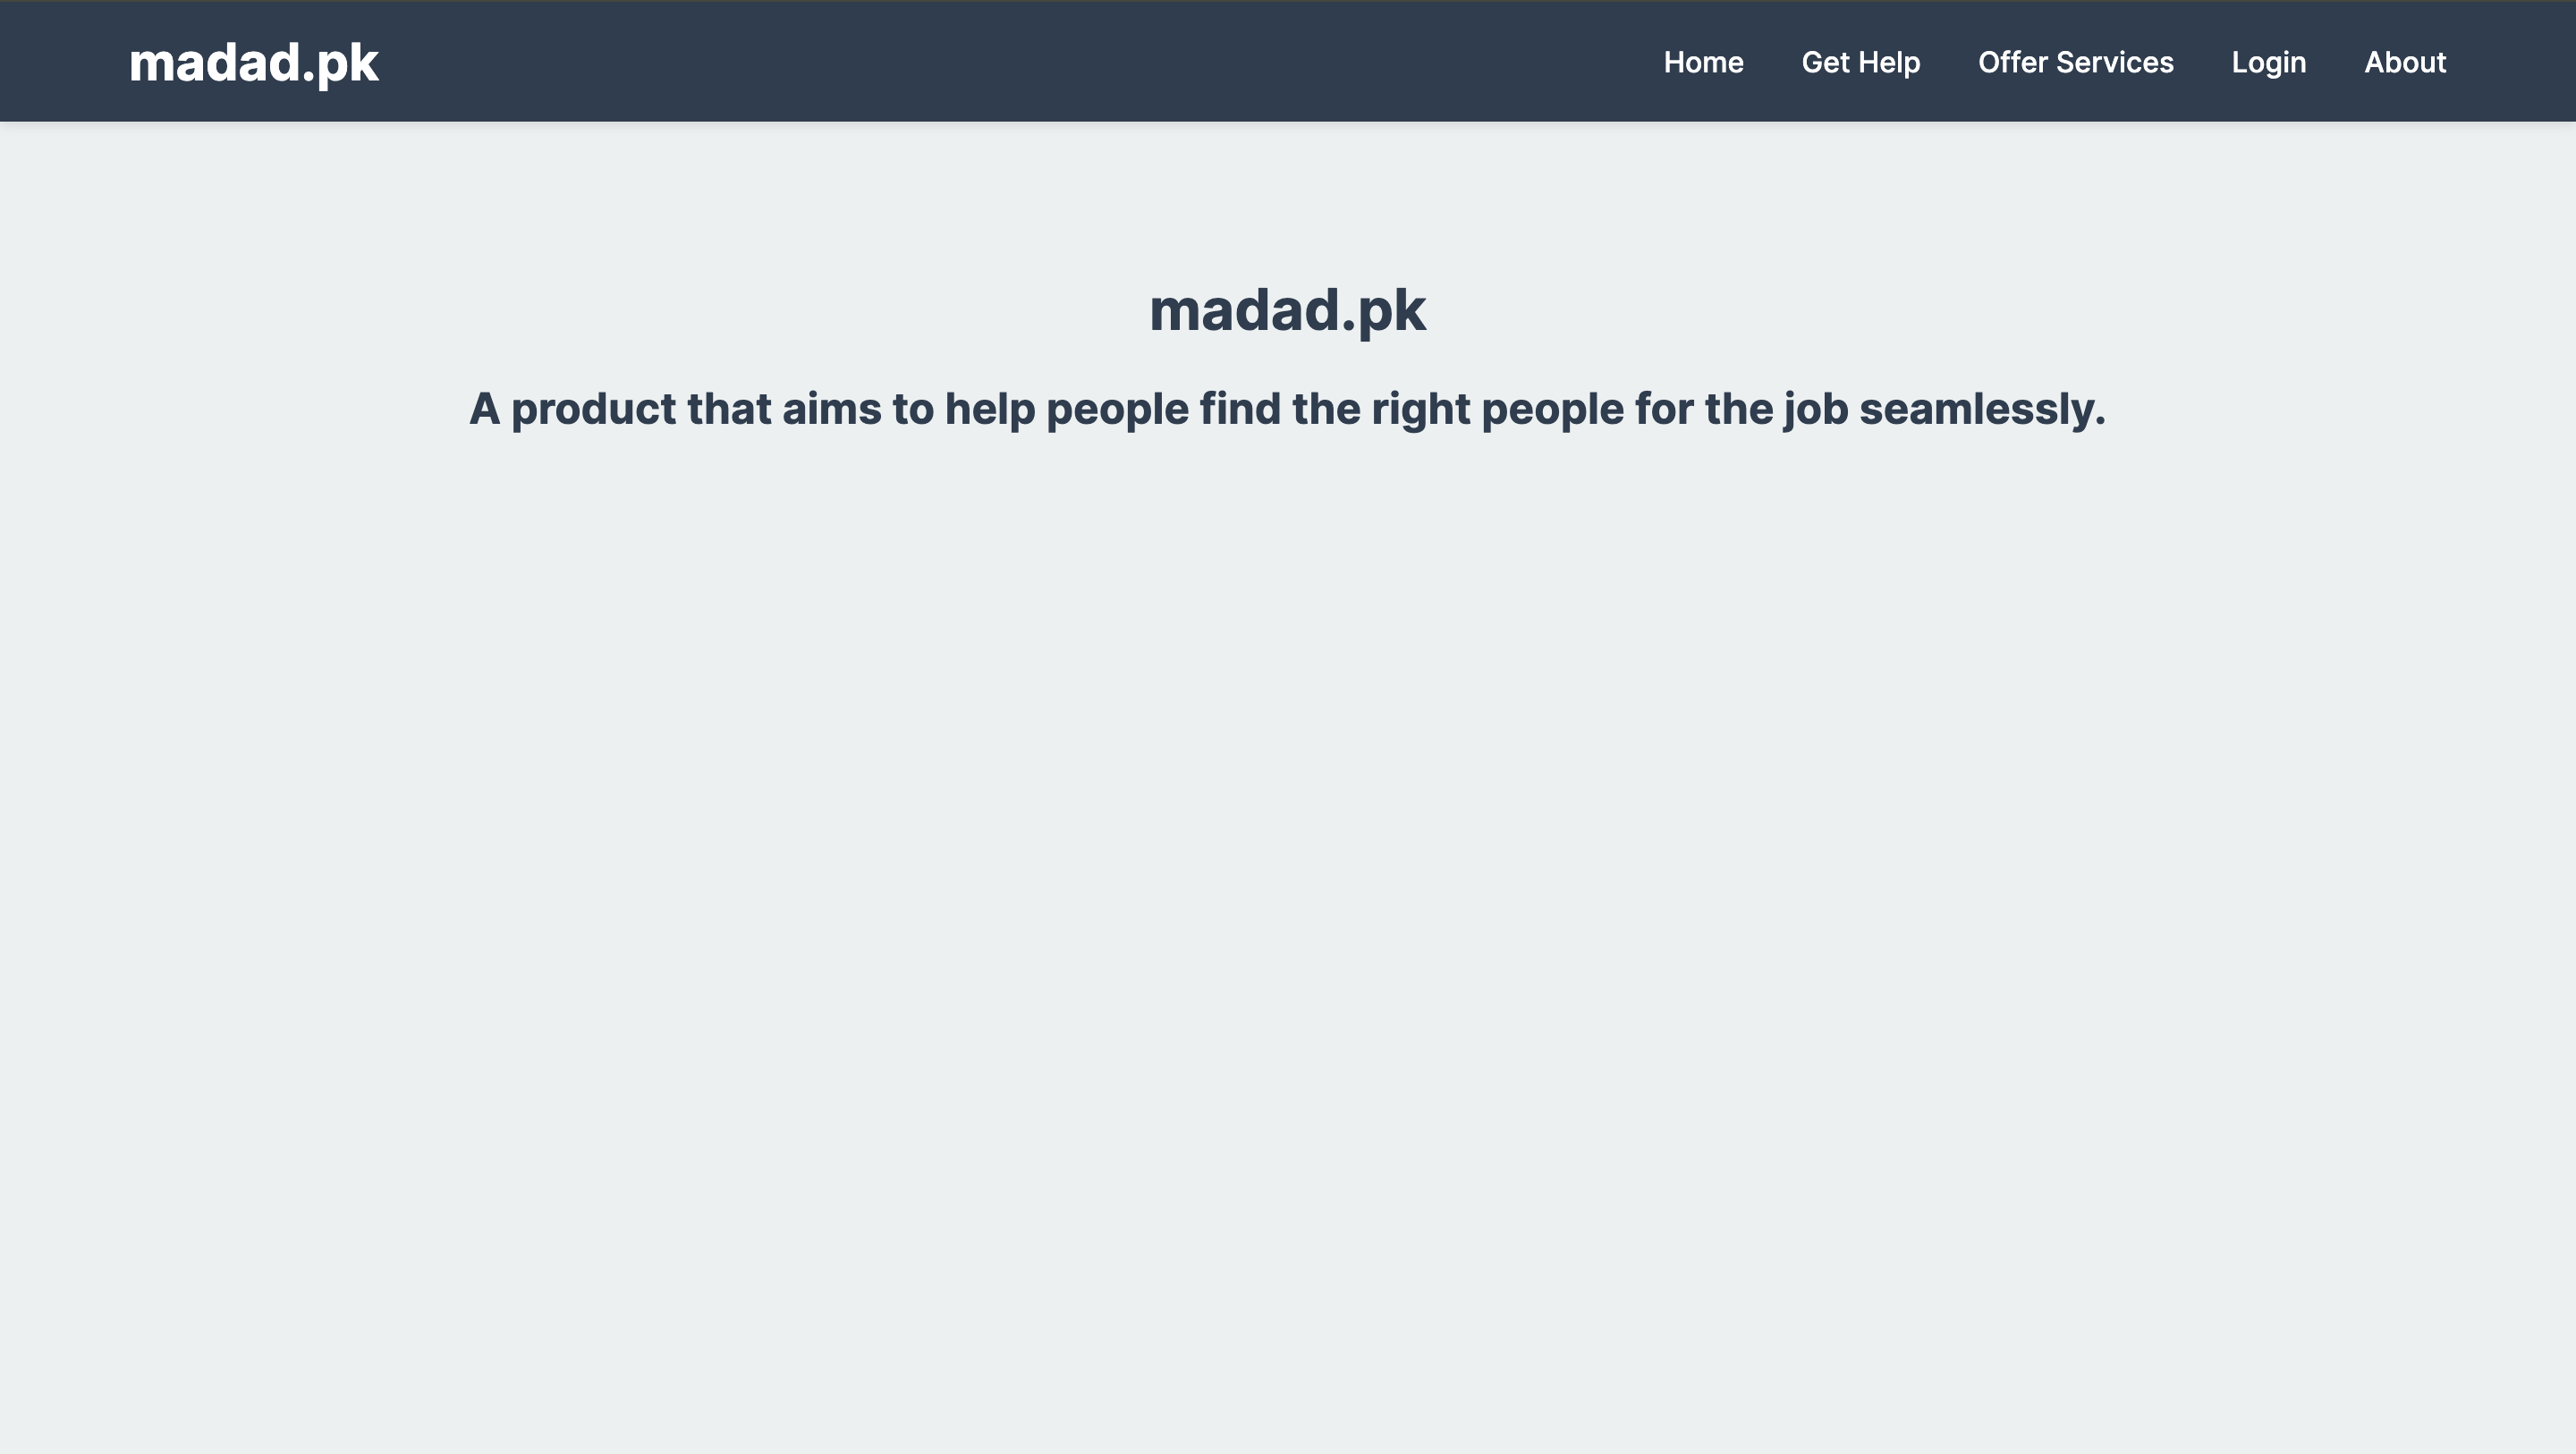 madad.pk
Home Get Help Offer Services Login About
madad.pk
A product that aims to help people find the right people for the job seamlessly.